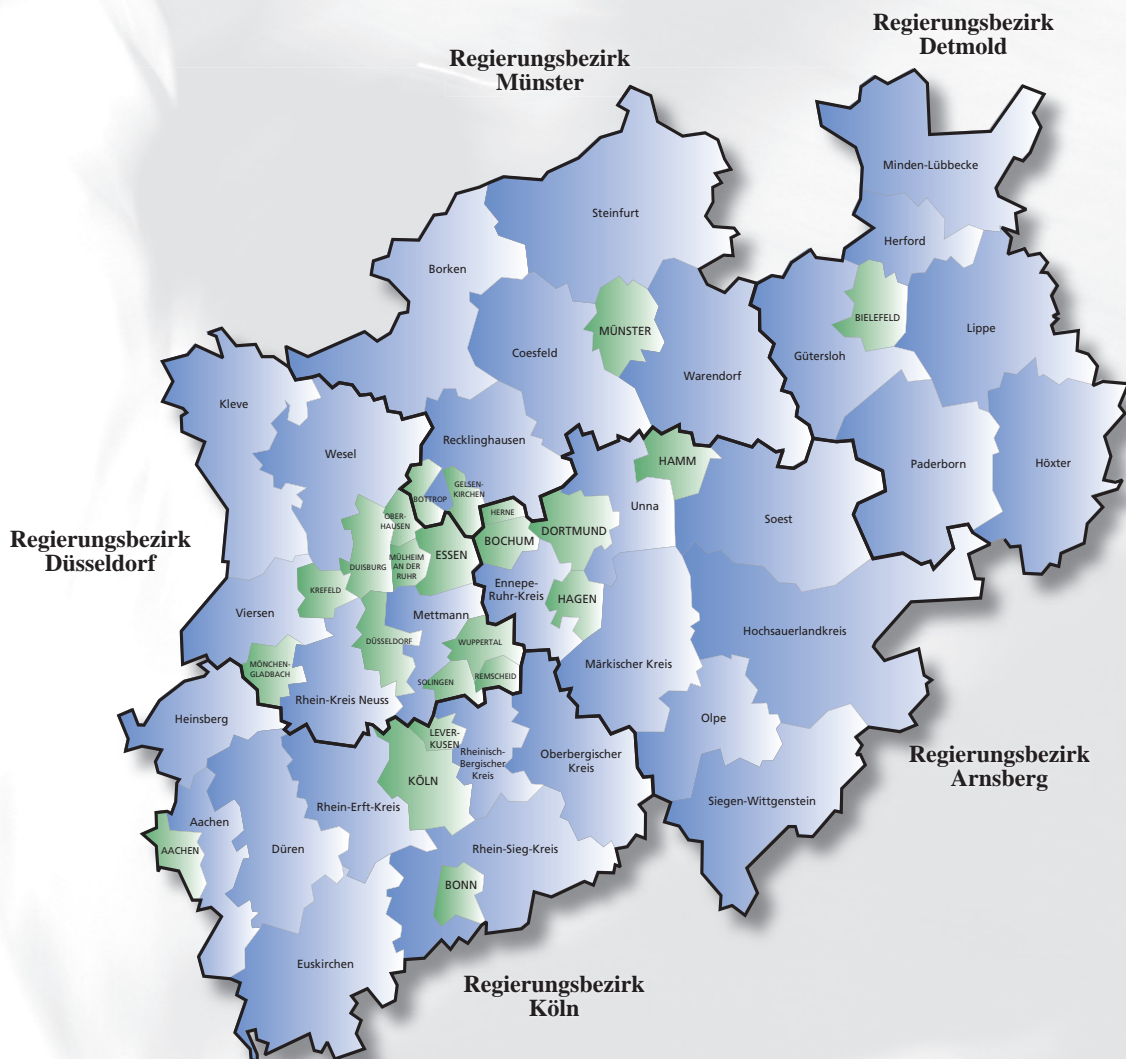 Regierungsbezirk
Detmold
Regierungsbezirk
Münster
Minden-Lübbecke
Steinfurt
Herford
Borken
BIELEFELD
MÜNSTER
Lippe
Coesfeld
Gütersloh
Warendorf
Kleve
Recklinghausen
Wesel
HAMM
Paderborn
Höxter
GELSEN-
KIRCHEN
BOTTROP
Unna
HERNE
Soest
OBER-
HAUSEN
DORTMUND
Regierungsbezirk
Düsseldorf
BOCHUM
ESSEN
MÜLHEIM
AN DER
RUHR
DUISBURG
Ennepe-
Ruhr-Kreis
KREFELD
HAGEN
Viersen
Mettmann
Hochsauerlandkreis
DÜSSELDORF
WUPPERTAL
MÖNCHEN-
GLADBACH
Märkischer Kreis
REMSCHEID
SOLINGEN
Rhein-Kreis Neuss
Heinsberg
Olpe
LEVER-
KUSEN
Rheinisch-
Bergischer
Kreis
Oberbergischer
Kreis
Regierungsbezirk
Arnsberg
KÖLN
Rhein-Erft-Kreis
Siegen-Wittgenstein
Aachen
AACHEN
Düren
Rhein-Sieg-Kreis
BONN
Euskirchen
Regierungsbezirk
Köln